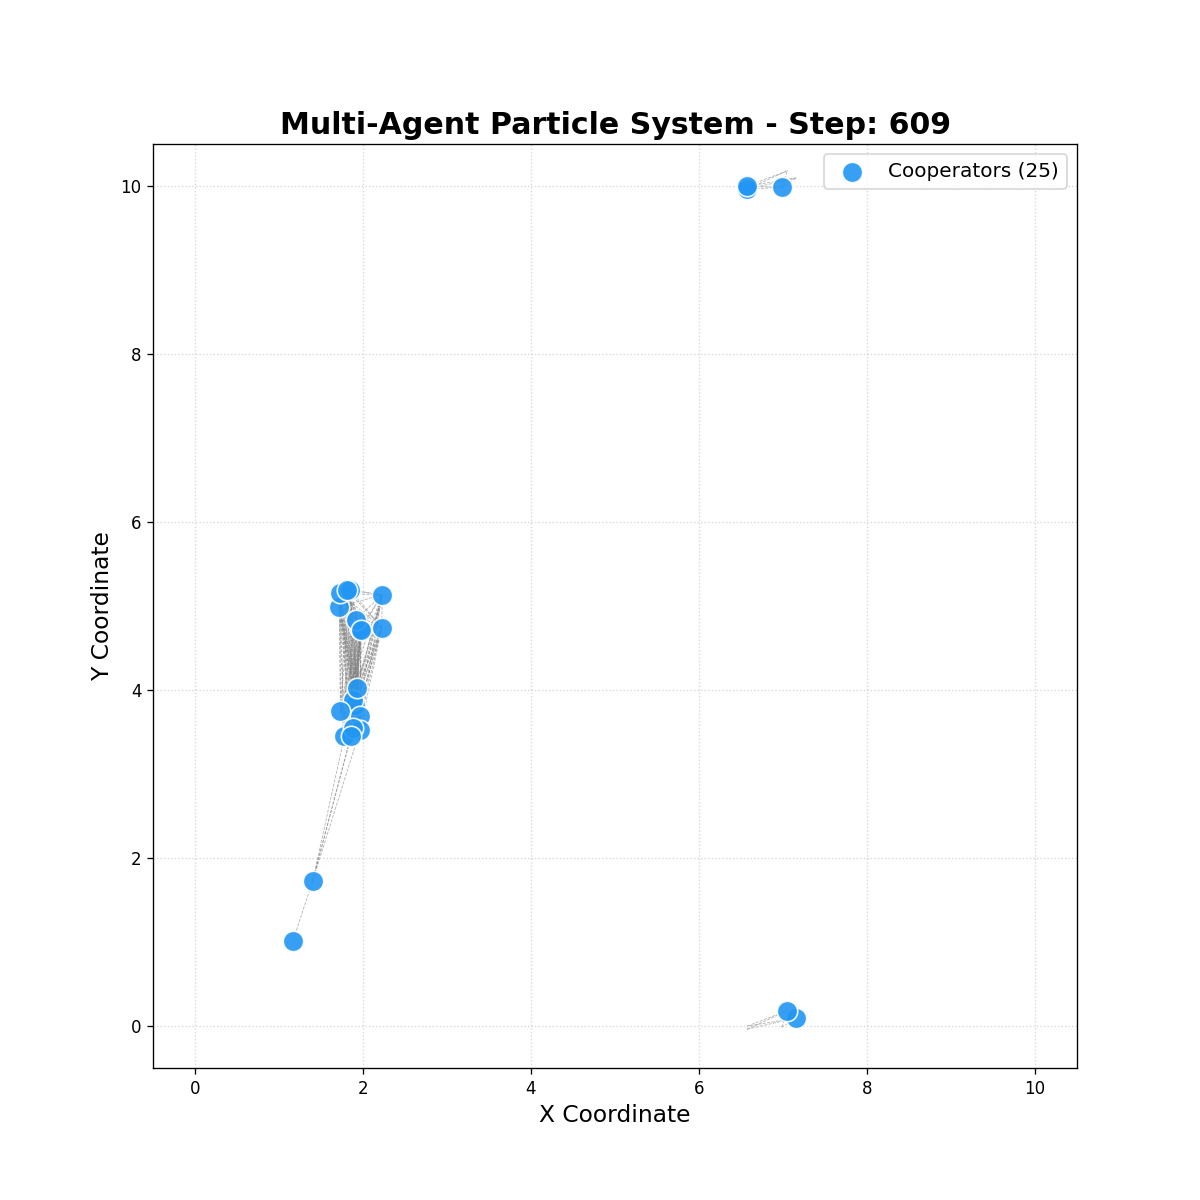 Multi-Agent Particle System - Step: 609
Cooperators (25)
10
8
6
4
2
0
Y Coordinate
0 2 4 6 8 10
X Coordinate